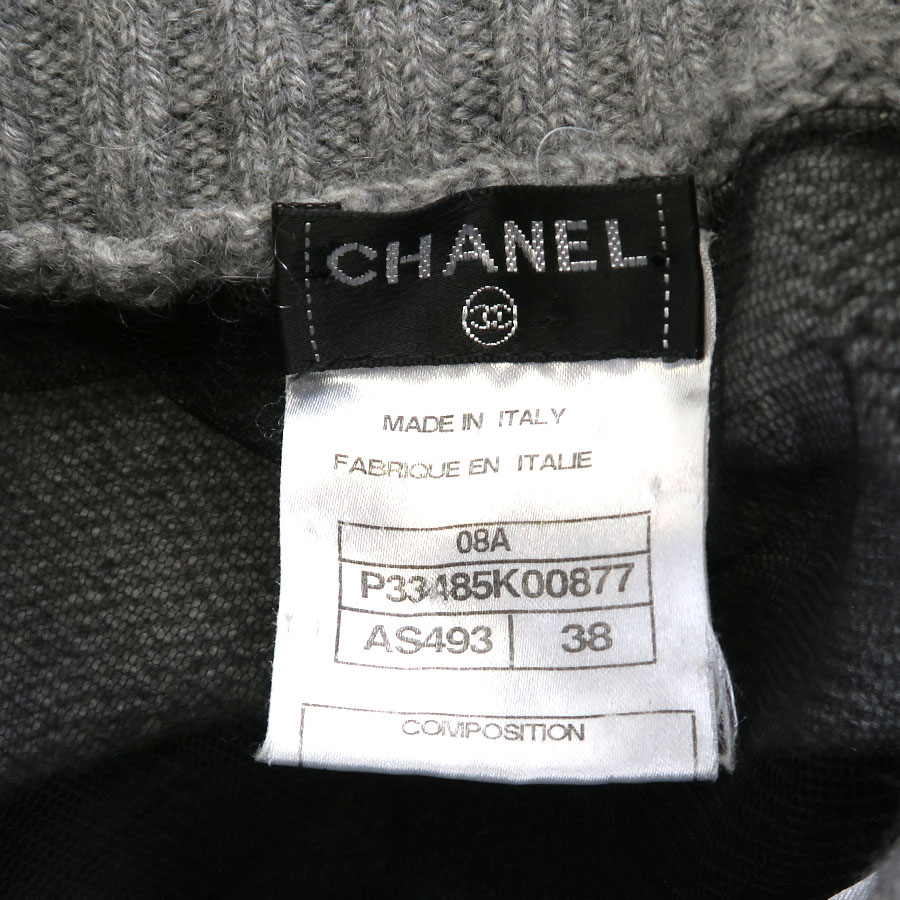 CHANEL
MADE IN ITALY
FABRIQUE EN ITALIE
08A
P33485K00877
AS493 38
COMPOSITION